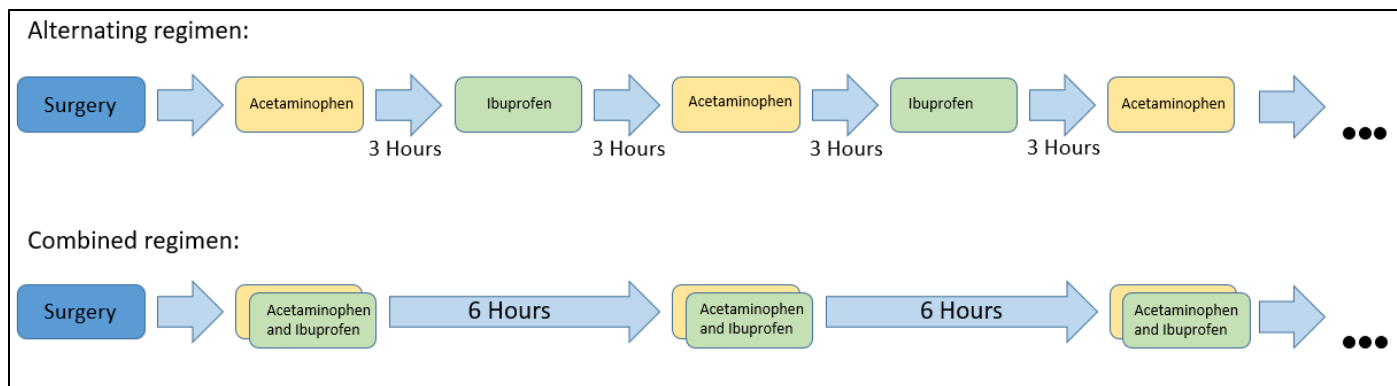 Alternating regimen:
Surgery
Acetaminophen
Ibuprofen
Acetaminophen
Ibuprofen
Acetaminophen
3 Hours
3 Hours
3 Hours
3 Hours
Combined regimen:
Surgery
Acetaminophen
and Ibuprofen
6 Hours
Acetaminophen
and Ibuprofen
6 Hours
Acetaminophen
and Ibuprofen